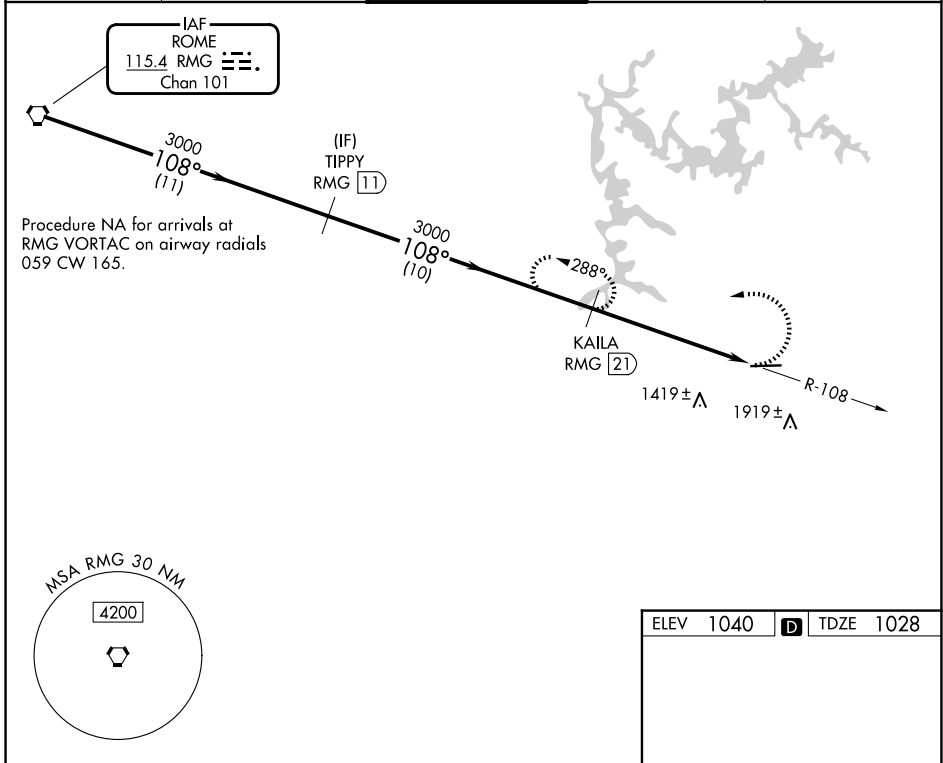 IAF
ROME
115.4 RMG
Chan 101
3000
108°
(11)
(IF)
TIPPY
RMG 11
Procedure NA for arrivals at
RMG VORTAC on airway radials
059 CW 165.
3000
108°
(10)
288°
KAILA
RMG 21
R-108
1419±
1919±
MSA RMG 30 NM
4200
ELEV 1040 D TDZE 1028